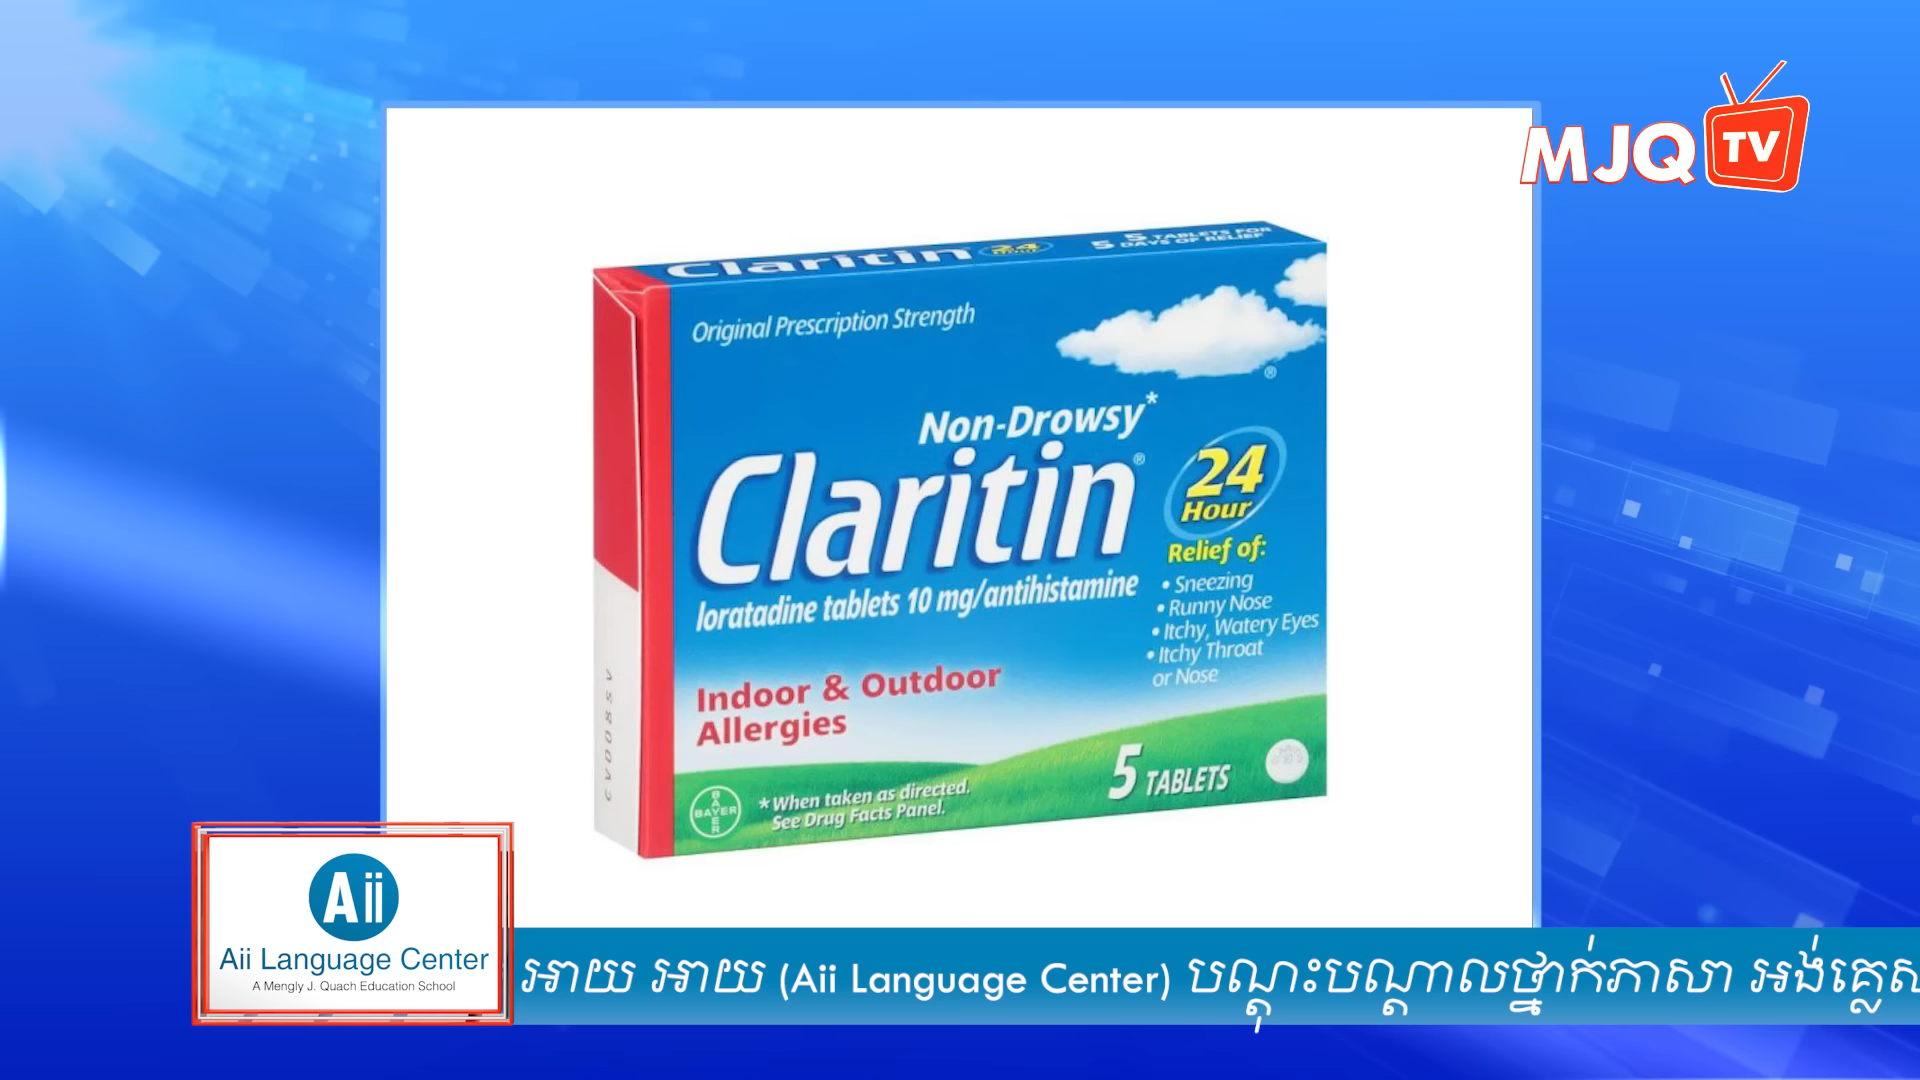 MJQ TV
Claritin 24 Hour
5 5 TABLETS FOR
DAYS OF RELIEF
Original Prescription Strength
®
Non-Drowsy*
Claritin®
24
Hour
loratadine tablets 10 mg/antihistamine
Relief of:
• Sneezing
• Runny Nose
• Itchy, Watery Eyes
• Itchy Throat
or Nose
Indoor & Outdoor
Allergies
5 TABLETS
BAYER
BAYER
*When taken as directed.
See Drug Facts Panel.
Aii
Aii Language Center
A Mengly J. Quach Education School
អាយ អាយ (Aii Language Center) បណ្តុះបណ្តាលថ្នាក់ភាសា អង់គ្លេស